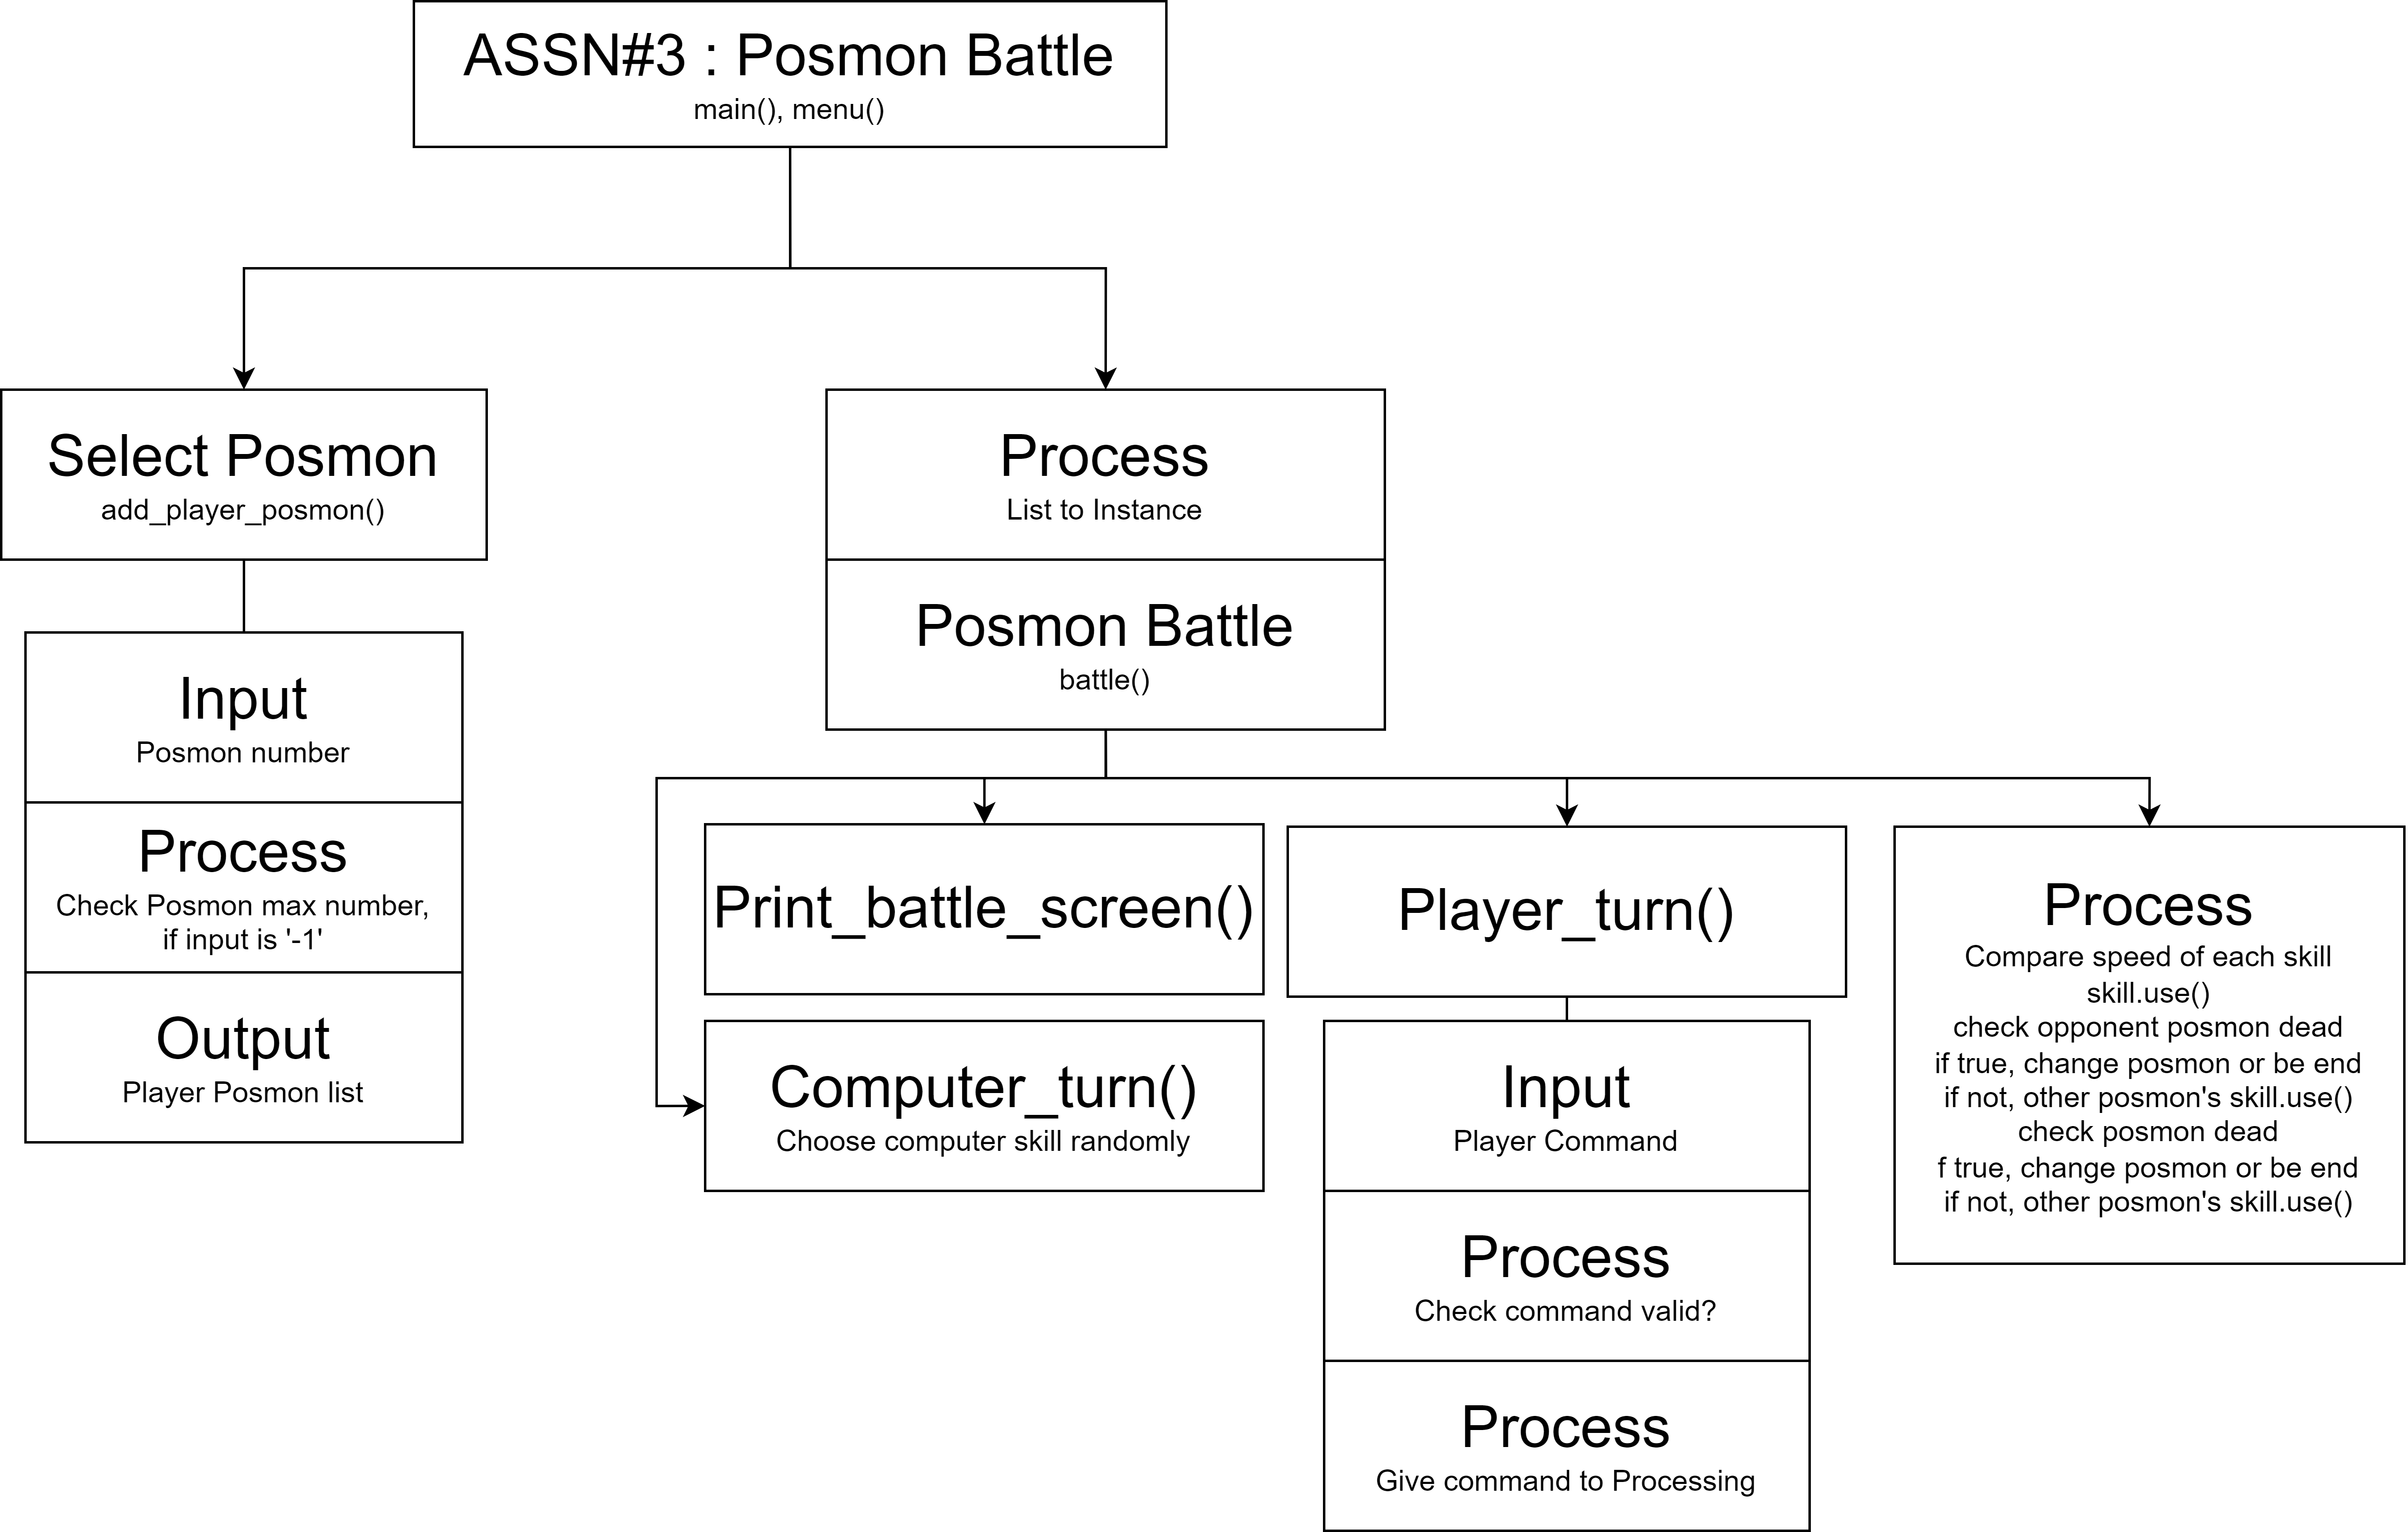 ASSN#3 : Posmon Battle
main(), menu()
Select Posmon
add_player_posmon()
Input
Posmon number
Process
Check Posmon max number,
if input is '-1'
Output
Player Posmon list
Process
List to Instance
Posmon Battle
battle()
Print_battle_screen()
Computer_turn()
Choose computer skill randomly
Player_turn()
Input
Player Command
Process
Check command valid?
Process
Give command to Processing
Process
Compare speed of each skill
skill.use()
check opponent posmon dead
if true, change posmon or be end
if not, other posmon's skill.use()
check posmon dead
f true, change posmon or be end
if not, other posmon's skill.use()